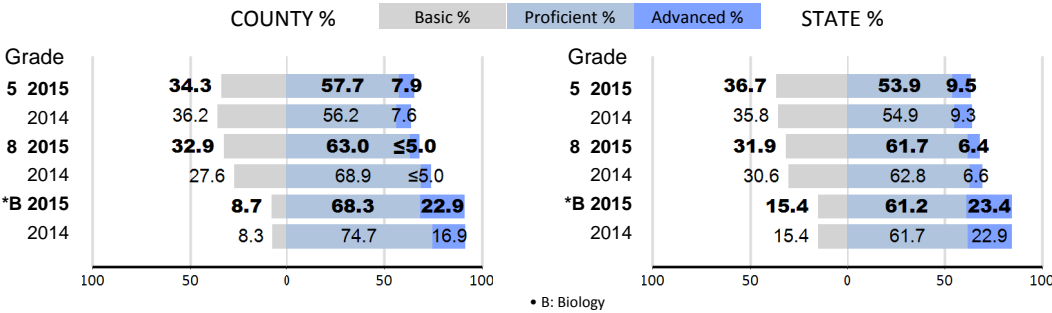 COUNTY % Basic % Proficient % Advanced % STATE %
Grade Grade
5 2015 34.3 57.7 7.9 5 2015 36.7 53.9 9.5
2014 36.2 56.2 7.6 2014 35.8 54.9 9.3
8 2015 32.9 63.0 ≤5.0 8 2015 31.9 61.7 6.4
2014 27.6 68.9 ≤5.0 2014 30.6 62.8 6.6
*B 2015 8.7 68.3 22.9 *B 2015 15.4 61.2 23.4
2014 8.3 74.7 16.9 2014 15.4 61.7 22.9
100 50 0 50 100 100 50 0 50 100
• B: Biology